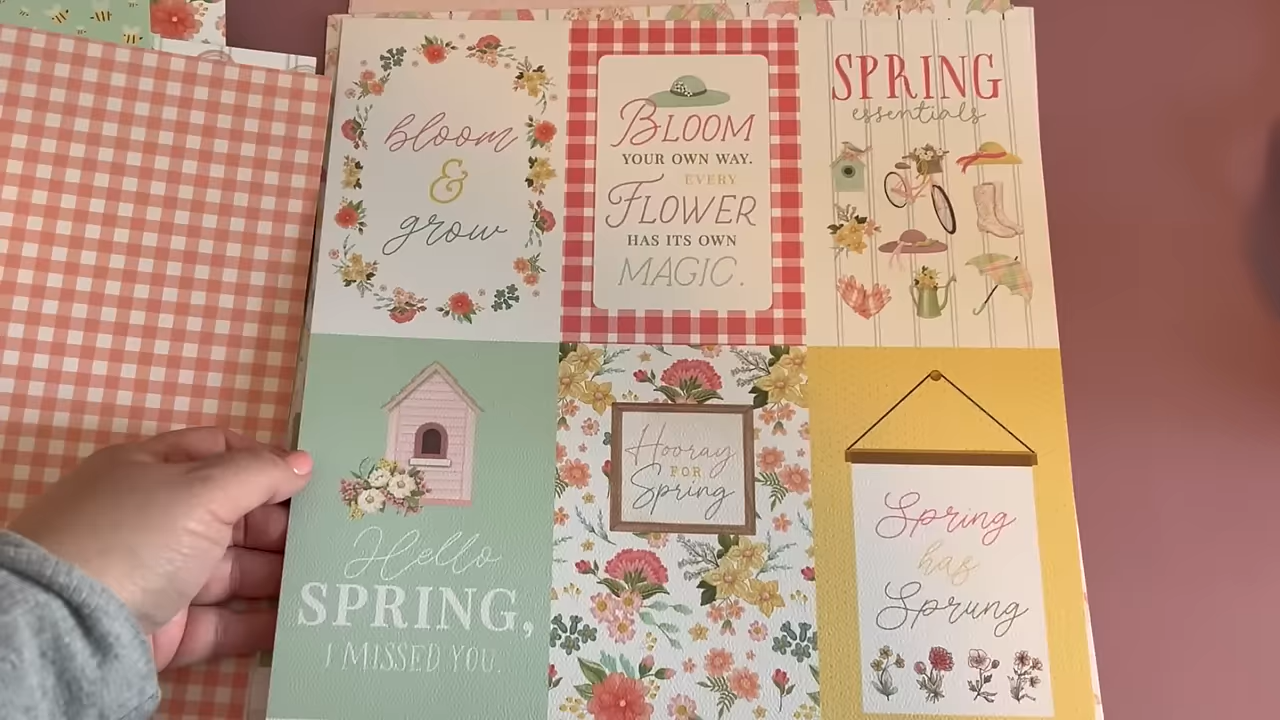 bloom
&
grow
BLOOM
YOUR OWN WAY.
EVERY
FLOWER
HAS ITS OWN
MAGIC.
SPRING
essentials
Hello
SPRING,
I MISSED YOU.
Hooray
FOR
Spring
Spring
has
Sprung